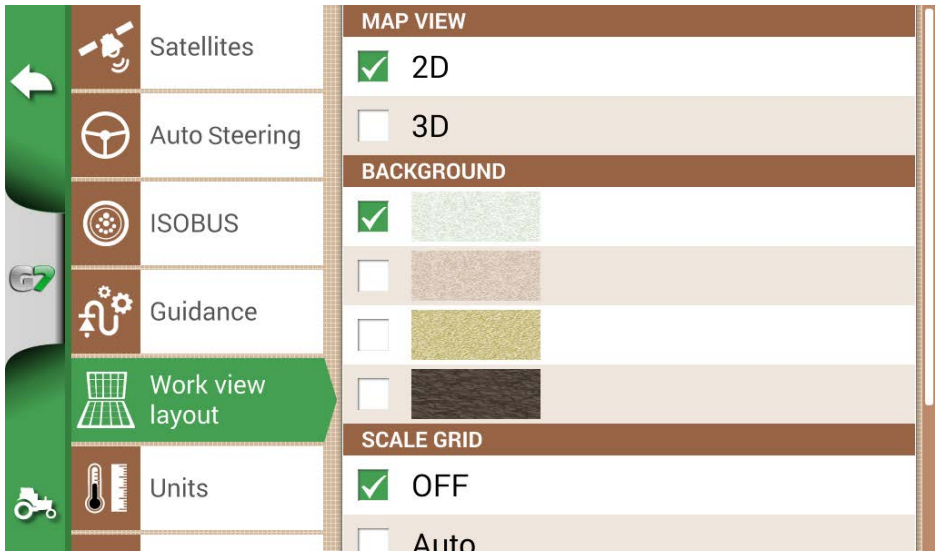 Satellites
Auto Steering
ISOBUS
G7
Guidance
Work view
layout
Units
MAP VIEW
2D
3D
BACKGROUND
SCALE GRID
OFF
Auto